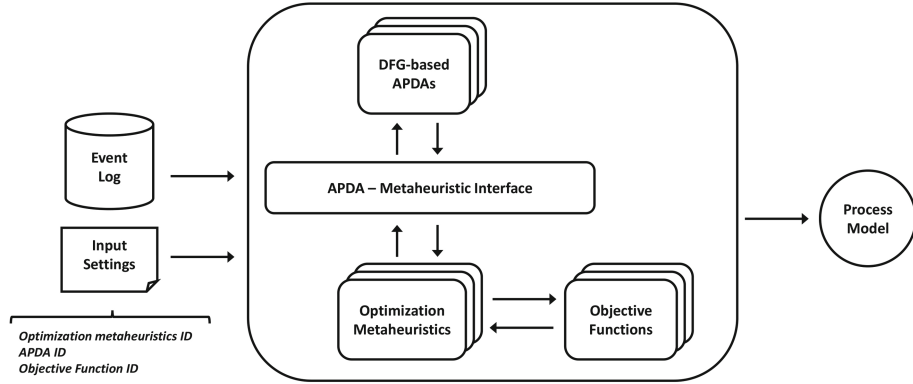 DFG-based
APDAs
Event
Log
APDA – Metaheuristic Interface
Process
Model
Input
Settings
Optimization
Metaheuristics
Objective
Functions
Optimization metaheuristics ID
APDA ID
Objective Function ID